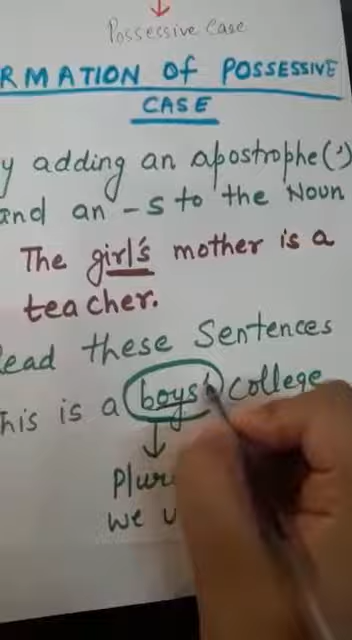 Possessive Case
RMATION of POSSESSIVE
CASE
y adding an apostrophe(')
and an -s to the Noun
The girl's mother is a
teacher.
ead these Sentences
This is a boys' college
Plur
we u